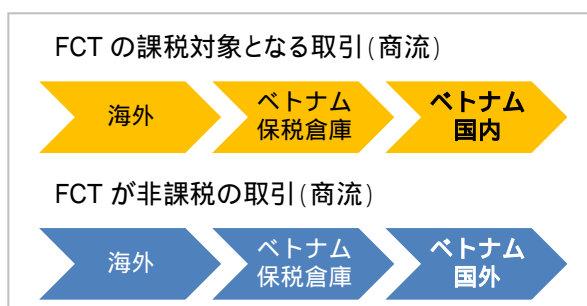 FCT の課税対象となる取引(商流)
海外
ベトナム
保税倉庫
ベトナム
国内
FCT が非課税の取引(商流)
海外
ベトナム
保税倉庫
ベトナム
国外